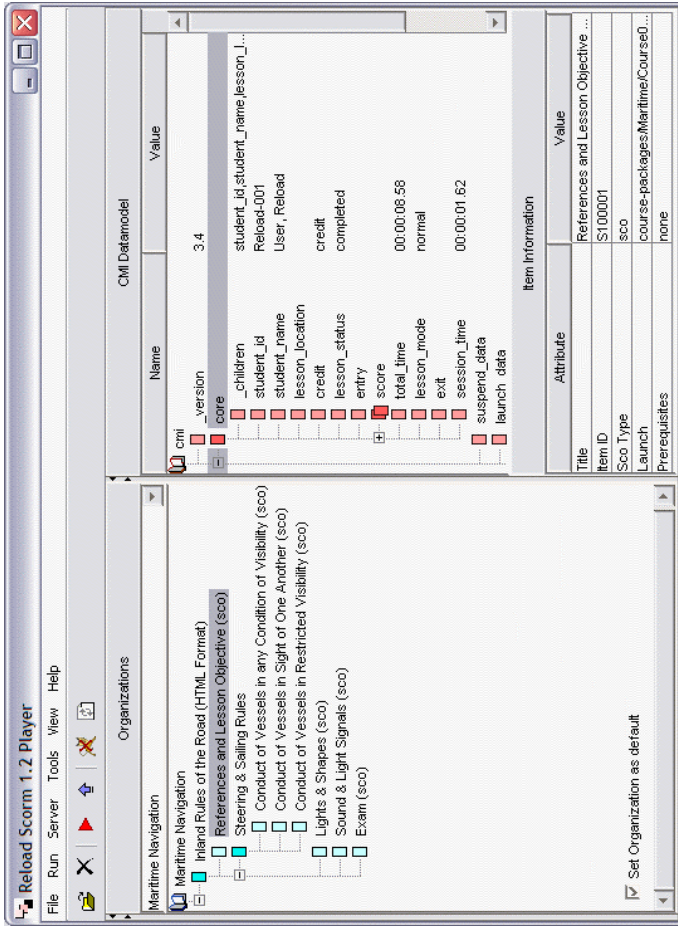 Reload Scorm 1.2 Player
File Run Server Tools View Help
Organizations
Maritime Navigation
Maritime Navigation
Inland Rules of the Road (HTML Format)
References and Lesson Objective (sco)
Steering & Sailing Rules
Conduct of Vessels in any Condition of Visibility (sco)
Conduct of Vessels in Sight of One Another (sco)
Conduct of Vessels in Restricted Visibility (sco)
Lights & Shapes (sco)
Sound & Light Signals (sco)
Exam (sco)
Set Organization as default
CMI Datamodel
Name Value
cmi
_version 3.4
core
_children student_id,student_name,lesson_l...
student_id Reload-001
student_name User, Reload
lesson_location
credit credit
lesson_status completed
entry
score
total_time 00:00:08.58
lesson_mode normal
exit
session_time 00:00:01.62
suspend_data
launch_data
Item Information
Attribute Value
Title References and Lesson Objective ...
Item ID S100001
Sco Type sco
Launch course-packages/Maritime/Course0...
Prerequisites none